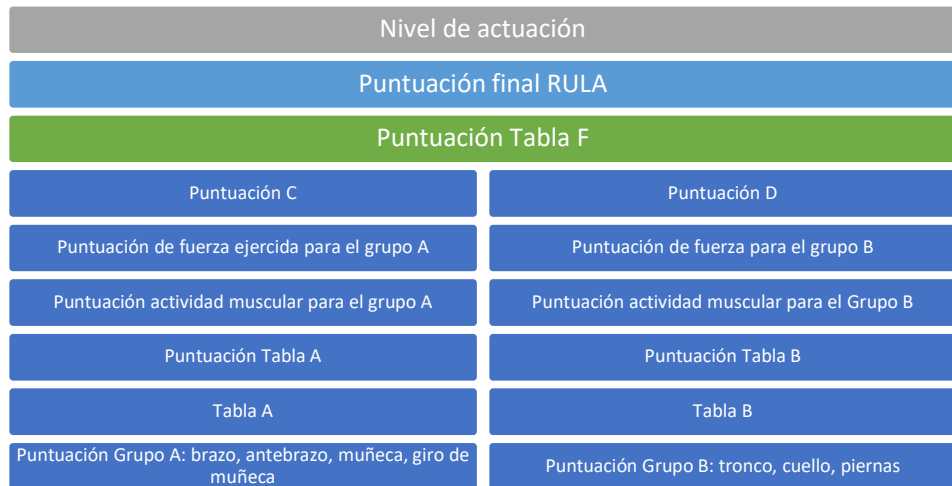 Nivel de actuación
Puntuación final RULA
Puntuación Tabla F
Puntuación C
Puntuación D
Puntuación de fuerza ejercida para el grupo A
Puntuación de fuerza para el grupo B
Puntuación actividad muscular para el grupo A
Puntuación actividad muscular para el Grupo B
Puntuación Tabla A
Puntuación Tabla B
Tabla A
Tabla B
Puntuación Grupo A: brazo, antebrazo, muñeca, giro de
muñeca
Puntuación Grupo B: tronco, cuello, piernas